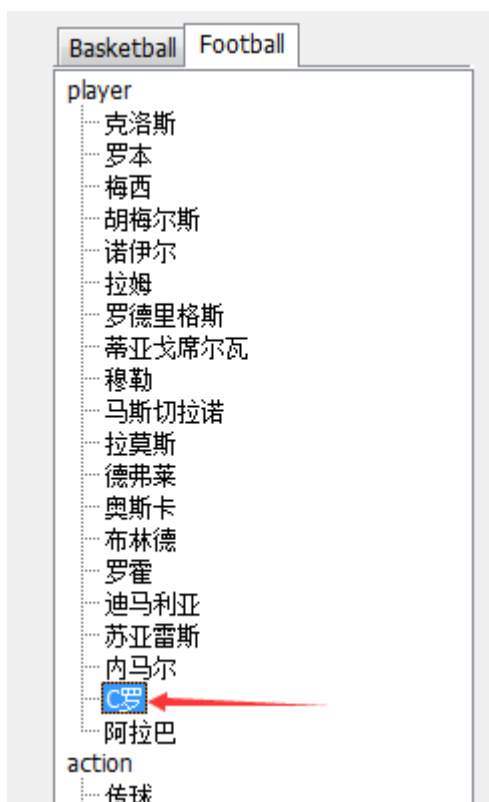 Basketball Football
player
克洛斯
罗本
梅西
胡梅尔斯
诺伊尔
拉姆
罗德里格斯
蒂亚戈席尔瓦
穆勒
马斯切拉诺
拉莫斯
德弗莱
奥斯卡
布林德
罗霍
迪马利亚
苏亚雷斯
内马尔
C罗
阿拉巴
action
传球